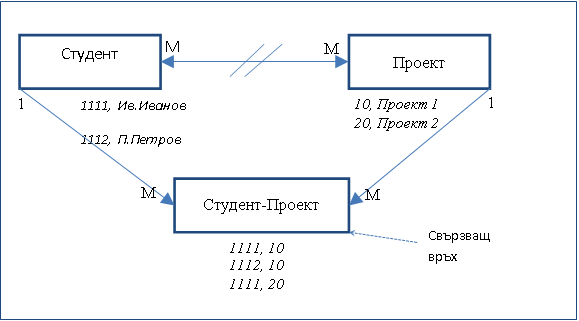 Студент
М
М
Проект
1
1111, Ив.Иванов
1112, П.Петров
10, Проект 1
20, Проект 2
1
М
М
Студент-Проект
1111, 10
1112, 10
1111, 20
Свързващ
връх